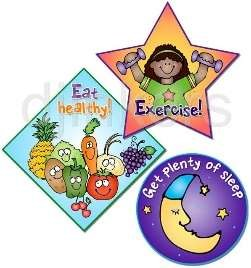 Eat
healthy!
Exercise!
Get plenty of sleep